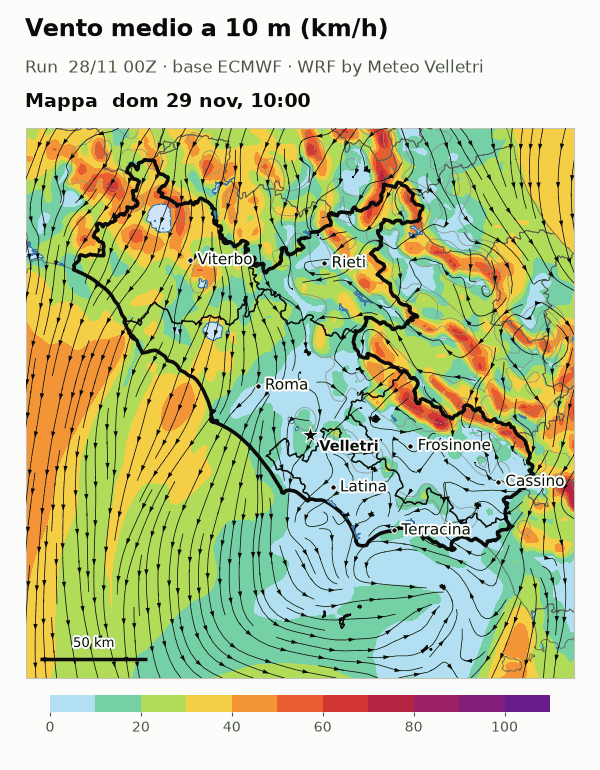 Vento medio a 10 m (km/h)
Run  28/11 00Z · base ECMWF · WRF by Meteo Velletri
Mappa  dom 29 nov, 10:00
Viterbo
Rieti
Roma
Velletri
Frosinone
Cassino
Latina
Terracina
50 km
0 20 40 60 80 100